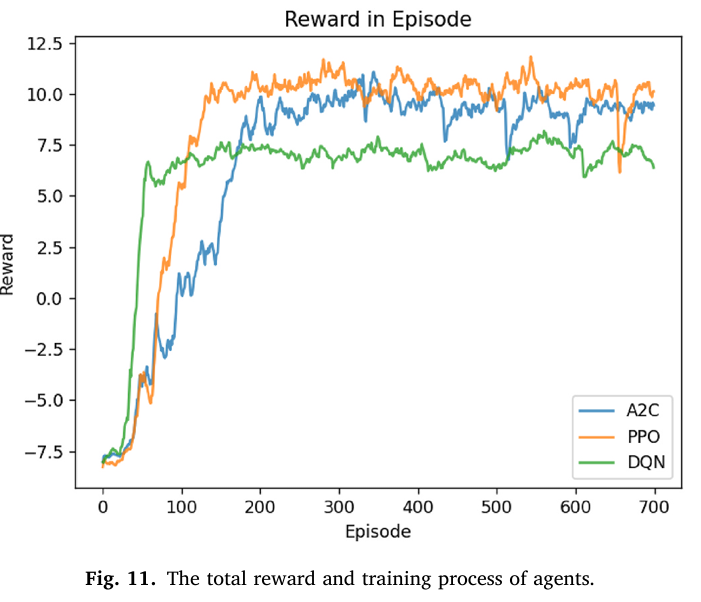 Reward in Episode
12.5
10.0
7.5
5.0
2.5
0.0
−2.5
−5.0
−7.5
Reward
0 100 200 300 400 500 600 700
Episode
A2C
PPO
DQN
Fig. 11. The total reward and training process of agents.